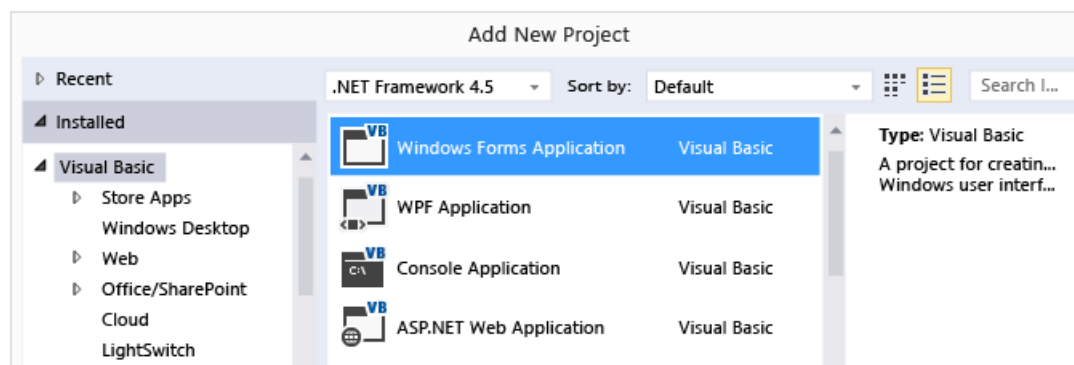 Add New Project
Recent
.NET Framework 4.5
Sort by:
Default
Search I...
Installed
Visual Basic
Store Apps
Windows Desktop
Web
Office/SharePoint
Cloud
LightSwitch
VB
Windows Forms Application
Visual Basic
VB
WPF Application
Visual Basic
VB
C:\
Console Application
Visual Basic
VB
ASP.NET Web Application
Visual Basic
Type: Visual Basic
A project for creatin...
Windows user interf...